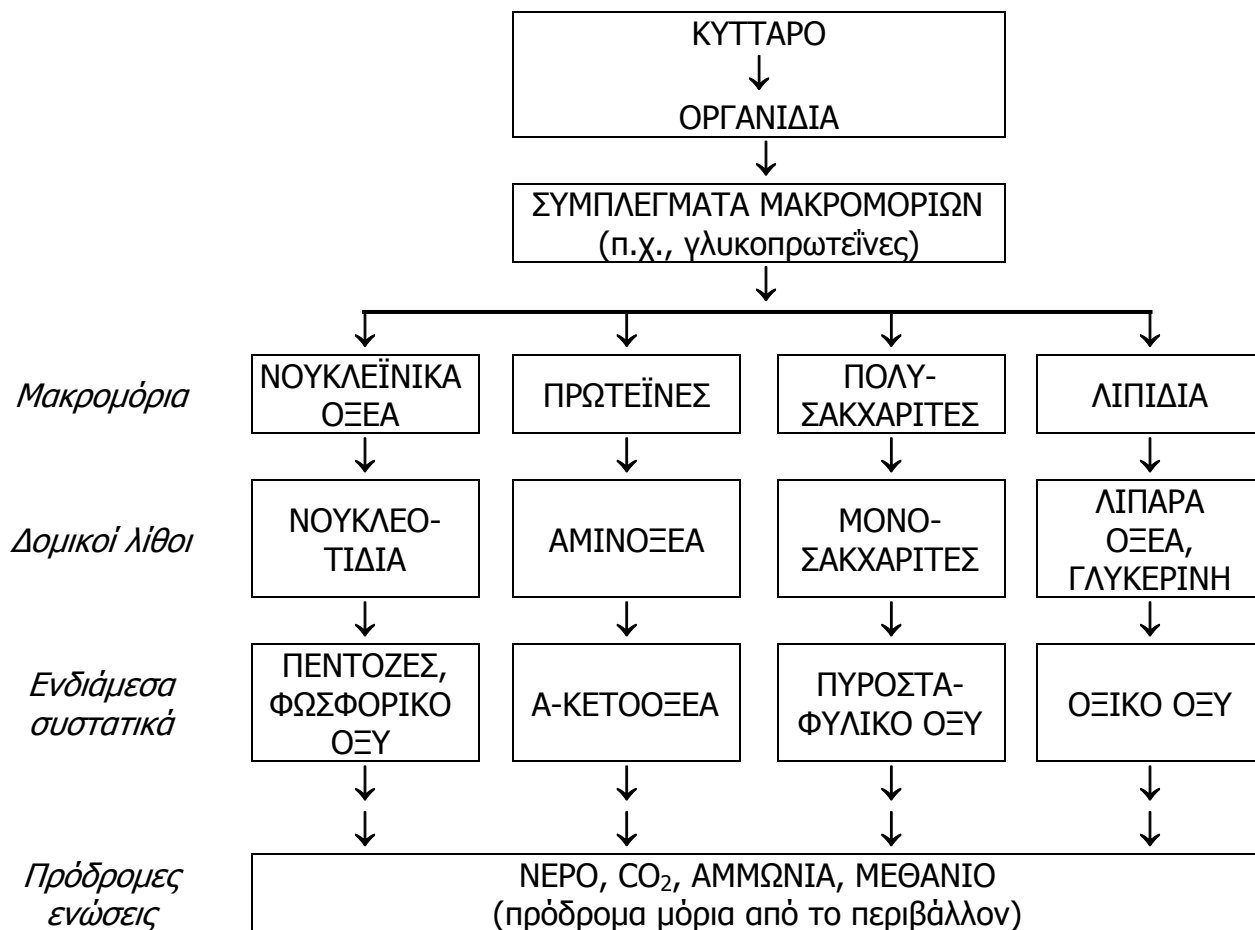 ΚΥΤΤΑΡΟ
ΟΡΓΑΝΙΔΙΑ
ΣΥΜΠΛΕΓΜΑΤΑ ΜΑΚΡΟΜΟΡΙΩΝ
(π.χ., γλυκοπρωτεΐνες)
Μακρομόρια
ΝΟΥΚΛΕΪΝΙΚΑ
ΟΞΕΑ
ΠΡΩΤΕΪΝΕΣ
ΠΟΛΥ-
ΣΑΚΧΑΡΙΤΕΣ
ΛΙΠΙΔΙΑ
Δομικοί λίθοι
ΝΟΥΚΛΕΟ-
ΤΙΔΙΑ
ΑΜΙΝΟΞΕΑ
ΜΟΝΟ-
ΣΑΚΧΑΡΙΤΕΣ
ΛΙΠΑΡΑ
ΟΞΕΑ,
ΓΛΥΚΕΡΙΝΗ
Ενδιάμεσα
συστατικά
ΠΕΝΤΟΖΕΣ,
ΦΩΣΦΟΡΙΚΟ
ΟΞΥ
Α-ΚΕΤΟΟΞΕΑ
ΠΥΡΟΣΤΑ-
ΦΥΛΙΚΟ ΟΞΥ
ΟΞΙΚΟ ΟΞΥ
Πρόδρομες
ενώσεις
ΝΕΡΟ, CO₂, ΑΜΜΩΝΙΑ, ΜΕΘΑΝΙΟ
(πρόδρομα μόρια από το περιβάλλον)